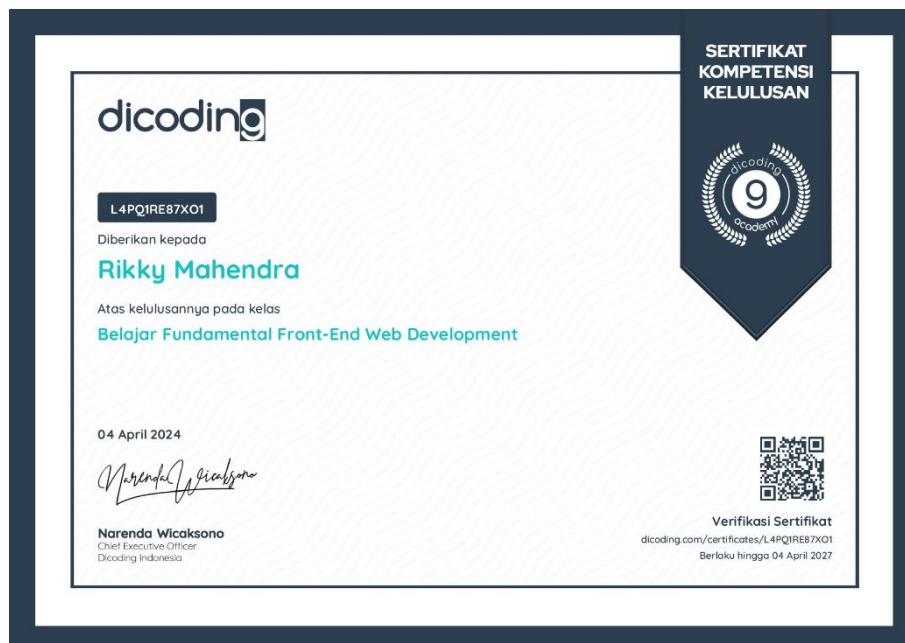 SERTIFIKAT
KOMPETENSI
KELULUSAN
dicoding
dicoding
9
academy
L4PQ1RE87XO1
Diberikan kepada
Rikky Mahendra
Atas kelulusannya pada kelas
Belajar Fundamental Front-End Web Development
04 April 2024
Narenda Wicaksono
Narenda Wicaksono
Chief Executive Officer
Dicoding Indonesia
Verifikasi Sertifikat
dicoding.com/certificates/L4PQ1RE87XO1
Berlaku hingga 04 April 2027